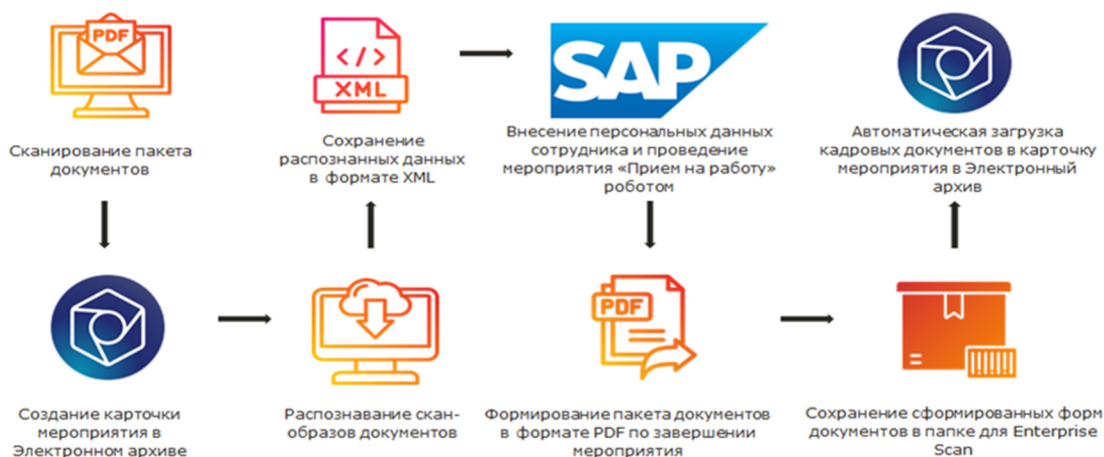 PDF
Сканирование пакета
документов
Создание карточки
мероприятия в
Электронном архиве
Распознавание скан-
образов документов
</>
XML
Сохранение
распознанных данных
в формате XML
SAP
Внесение персональных данных
сотрудника и проведение
мероприятия «Прием на работу»
роботом
PDF
Формирование пакета документов
в формате PDF по завершении
мероприятия
Сохранение сформированных форм
документов в папке для Enterprise
Scan
Автоматическая загрузка
кадровых документов в карточку
мероприятия в Электронный
архив